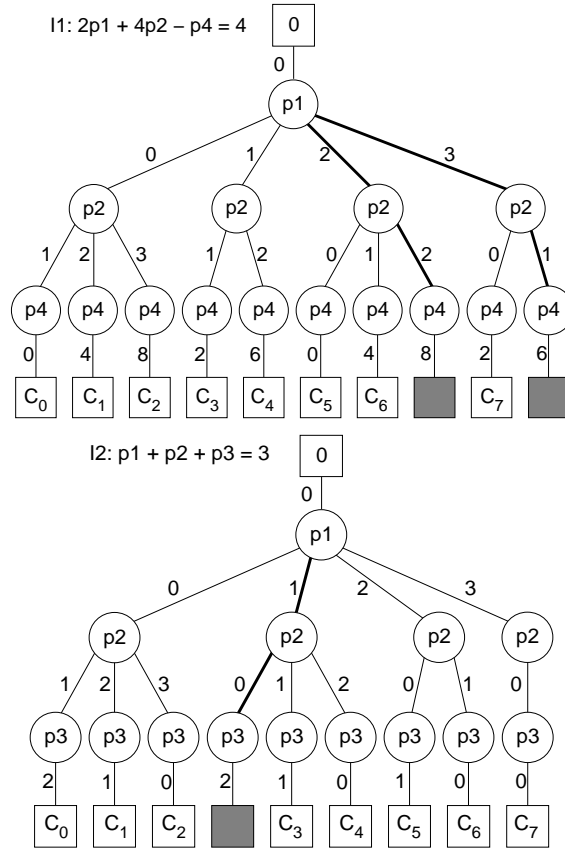 I1: 2p1 + 4p2 − p4 = 4 0
0
p1
0 1 2 3
p2 p2 p2 p2
1 2 3 1 2 0 1 2 0 1
p4 p4 p4 p4 p4 p4 p4 p4 p4 p4
0 4 8 2 6 0 4 8 2 6
C0 C1 C2 C3 C4 C5 C6 C7
I2: p1 + p2 + p3 = 3 0
0
p1
0 1 2 3
p2 p2 p2 p2
1 2 3 0 1 2 0 1 0
p3 p3 p3 p3 p3 p3 p3 p3 p3
2 1 0 2 1 0 1 0 0
C0 C1 C2 C3 C4 C5 C6 C7